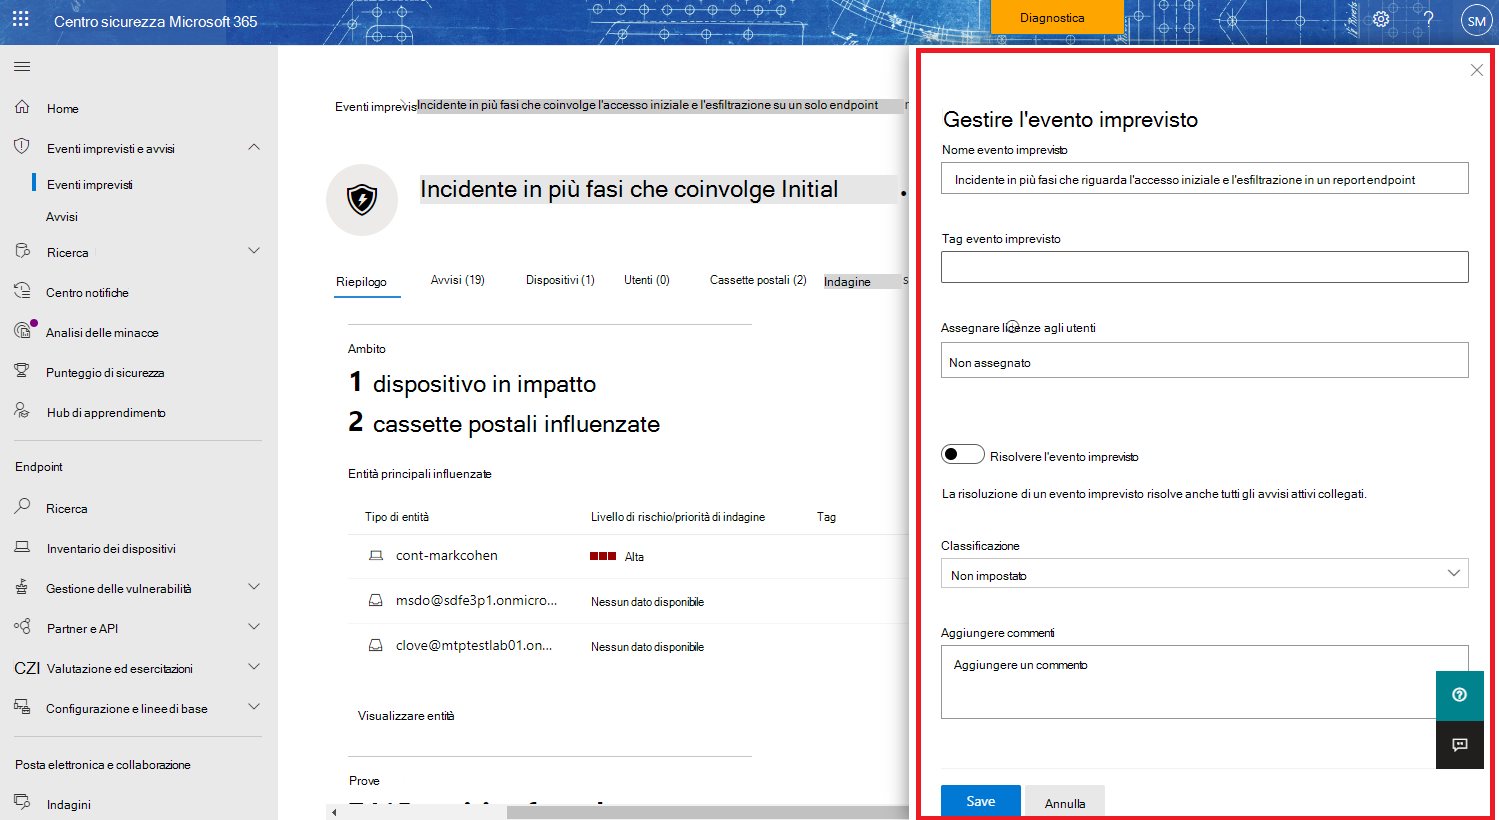 Centro sicurezza Microsoft 365
Diagnostica
SM
Home
Eventi imprevisti e avvisi
Eventi imprevisti
Avvisi
Ricerca
Centro notifiche
Analisi delle minacce
Punteggio di sicurezza
Hub di apprendimento
Endpoint
Ricerca
Inventario dei dispositivi
Gestione delle vulnerabilità
Partner e API
CZI Valutazione ed esercitazioni
Configurazione e linee di base
Posta elettronica e collaborazione
Indagini
Eventi imprevis Incidente in più fasi che coinvolge l'accesso iniziale e l'esfiltrazione su un solo endpoint
Incidente in più fasi che coinvolge Initial
Riepilogo
Avvisi (19)
Dispositivi (1)
Utenti (0)
Cassette postali (2)
Indagine
Ambito
1 dispositivo in impatto
2 cassette postali influenzate
Entità principali influenzate
Tipo di entità
Livello di rischio/priorità di indagine
Tag
cont-markcohen
Alta
msdo@sdfe3p1.onmicro...
Nessun dato disponibile
clove@mtptestlab01.on...
Nessun dato disponibile
Visualizzare entità
Prove
Gestire l'evento imprevisto
Nome evento imprevisto
Incidente in più fasi che riguarda l'accesso iniziale e l'esfiltrazione in un report endpoint
Tag evento imprevisto
Assegnare licenze agli utenti
Non assegnato
Risolvere l'evento imprevisto
La risoluzione di un evento imprevisto risolve anche tutti gli avvisi attivi collegati.
Classificazione
Non impostato
Aggiungere commenti
Aggiungere un commento
Save
Annulla